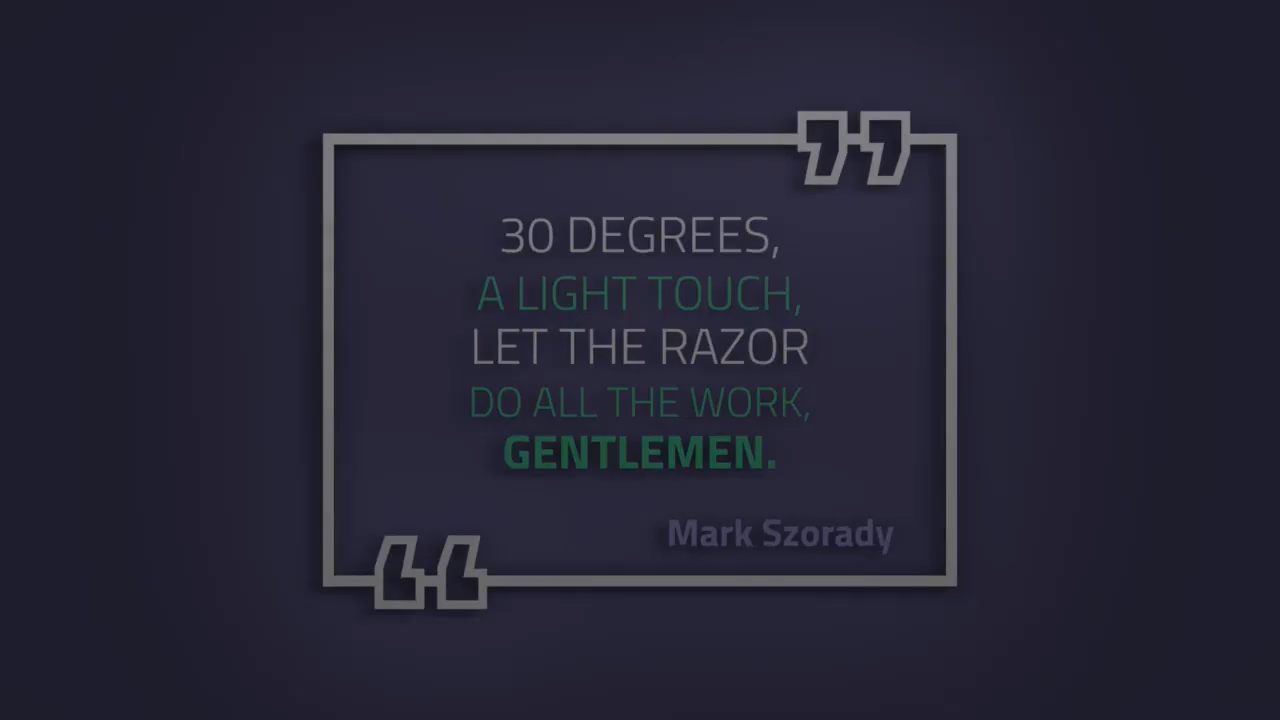 30 DEGREES,
A LIGHT TOUCH,
LET THE RAZOR
DO ALL THE WORK,
GENTLEMEN.
Mark Szorady